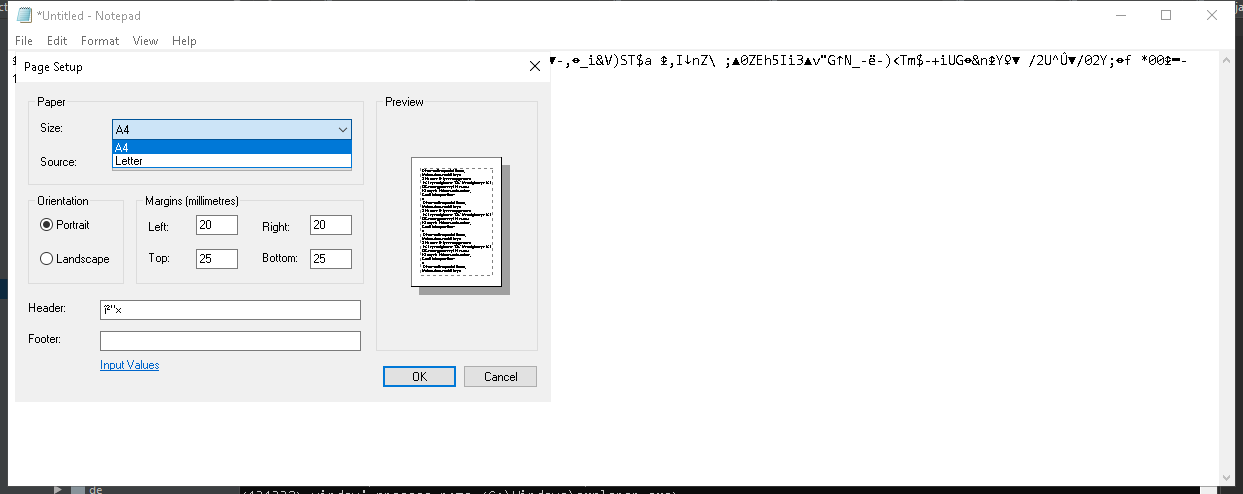 *Untitled - Notepad
File Edit Format View Help
▼-,⬘_i&V)ST$a ⯭,I↓nZ\ ;▲0ZEh5Ii3▲v"G↑N_-ë-)<Tm$-+iUG⬘&n⯭Y♀▼ /2U^Û▼/02Y;⬘f *00⯭▬-
Page Setup
Paper
Size: A4
A4
Letter
Source:
Orientation
Portrait
Landscape
Margins (millimetres)
Left: 20 Right: 20
Top: 25 Bottom: 25
Header: î²"×
Footer:
Input Values
Preview
OK Cancel
de